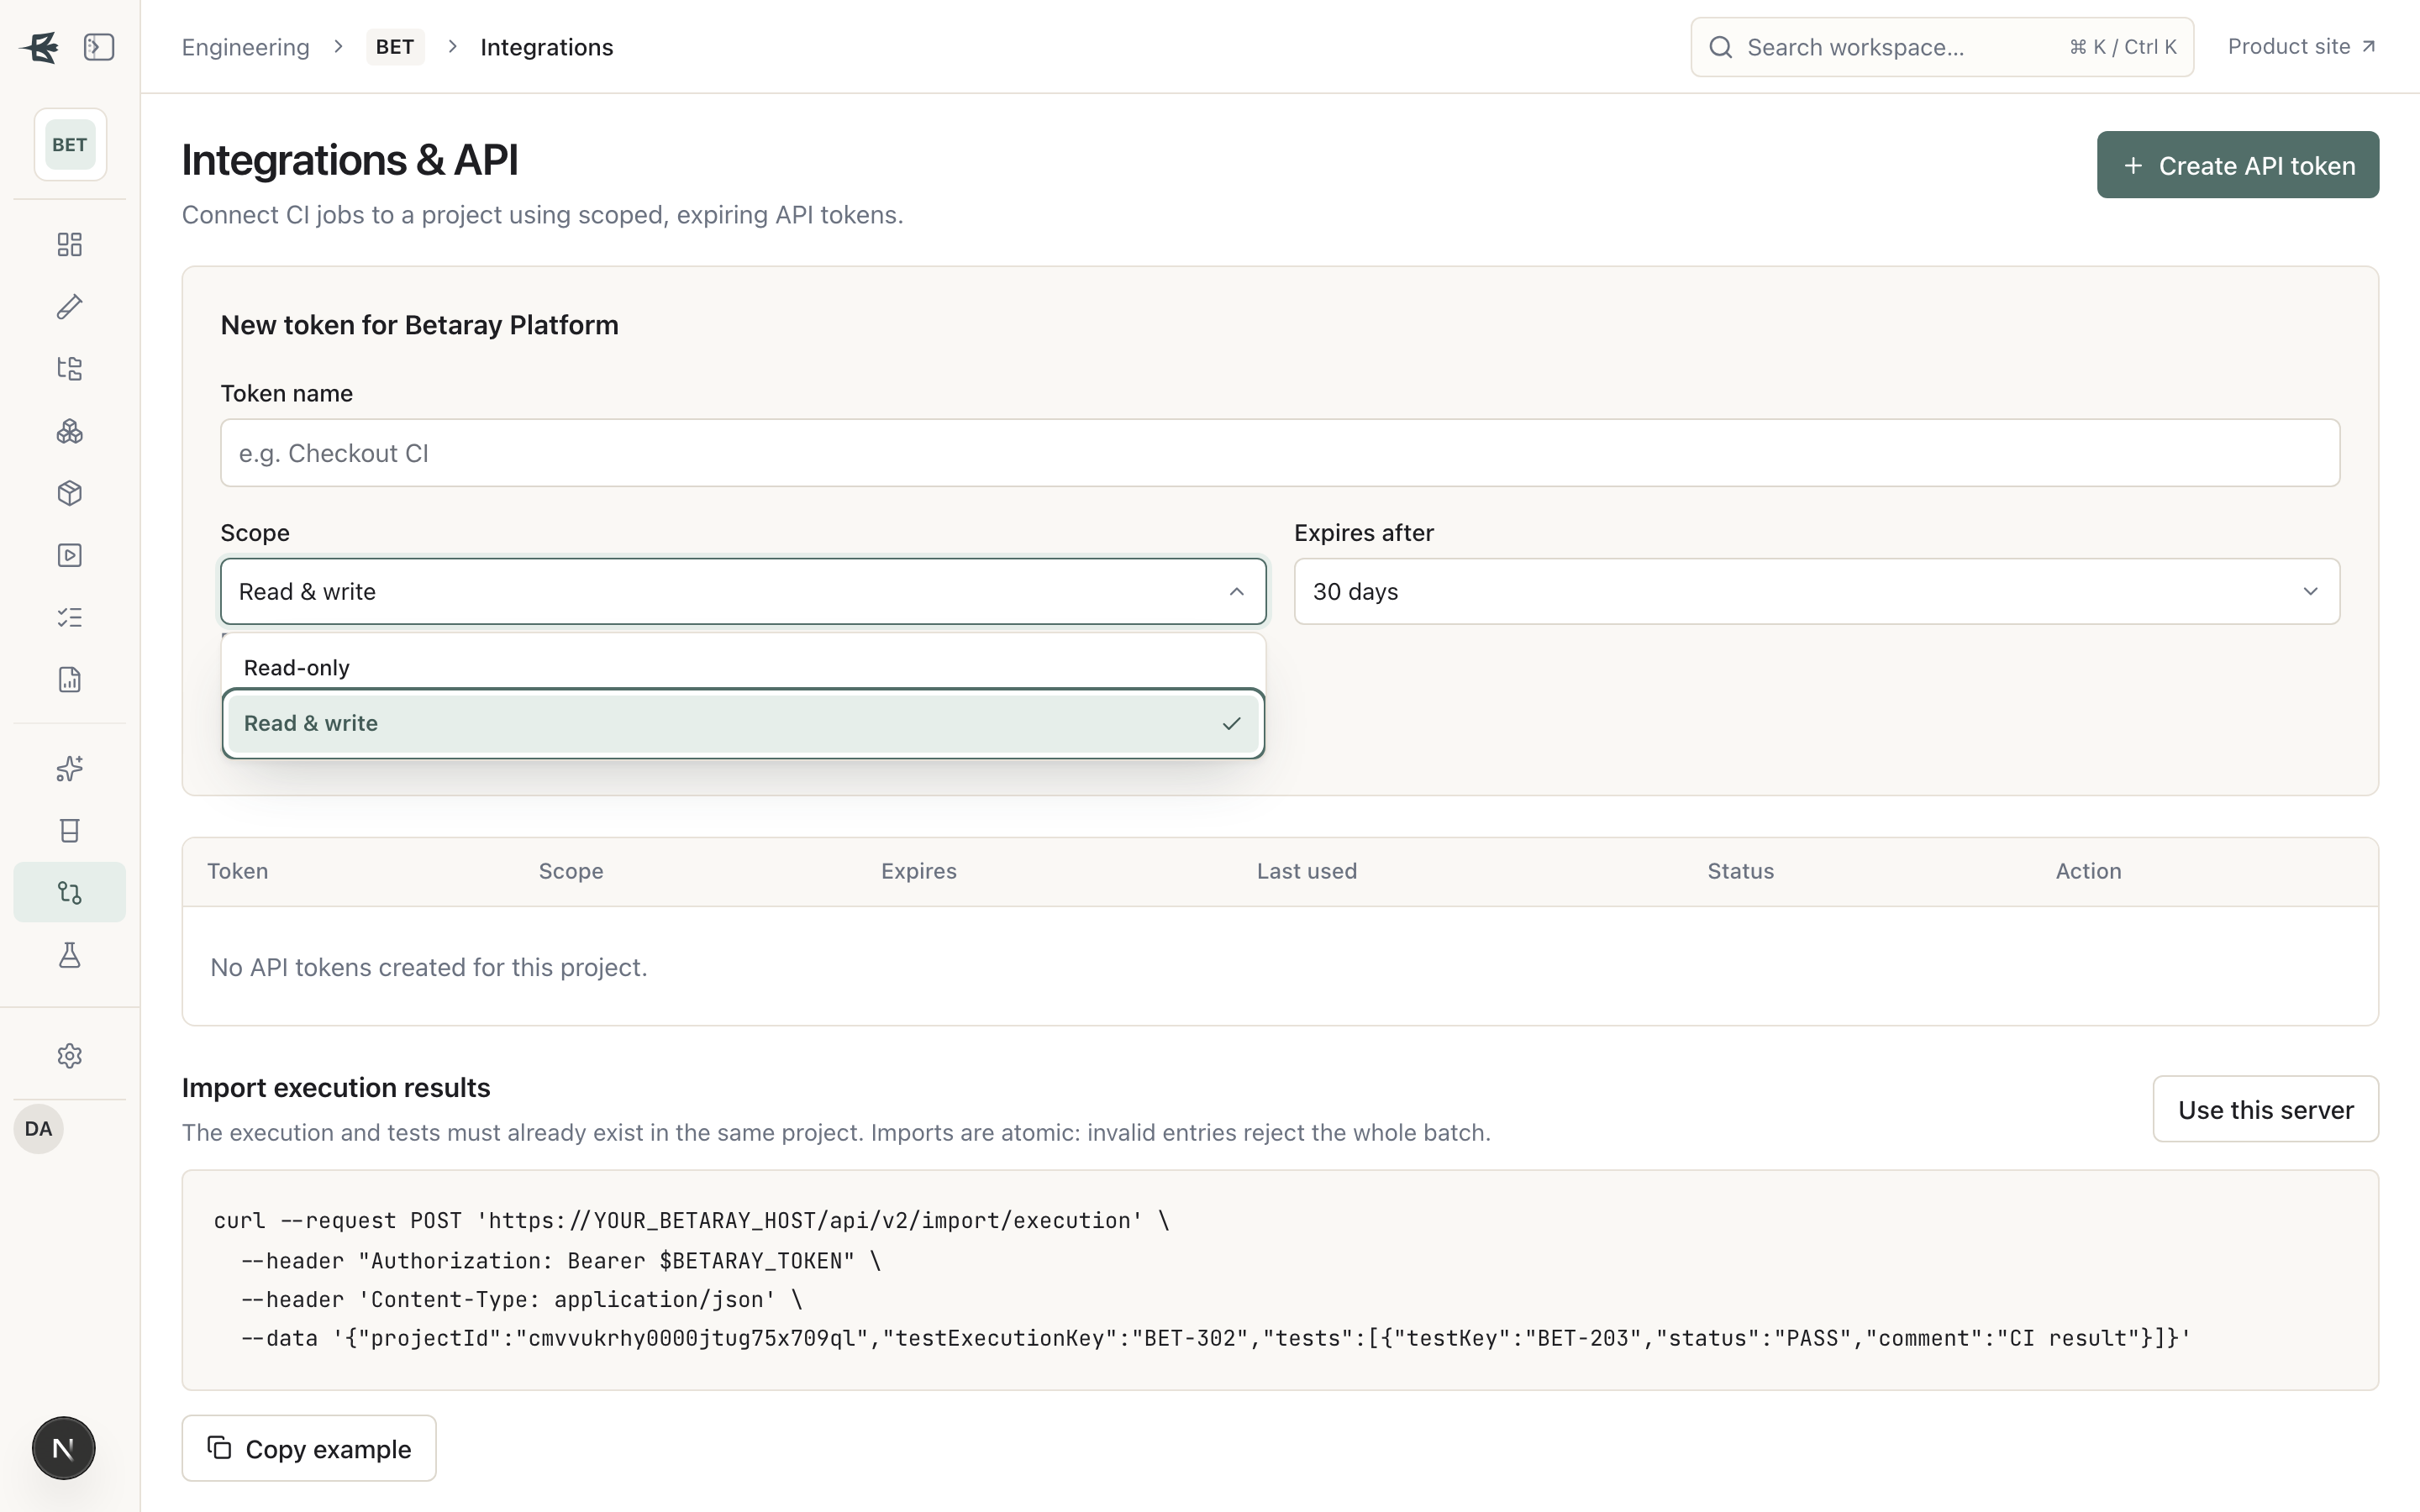 Engineering > BET > Integrations
Search workspace... ⌘ K / Ctrl K
Product site
BET
Integrations & API
Create API token
Connect CI jobs to a project using scoped, expiring API tokens.
New token for Betaray Platform
Token name
e.g. Checkout CI
Scope Expires after
Read & write 30 days
Read-only
Read & write
Token Scope Expires Last used Status Action
No API tokens created for this project.
Import execution results
Use this server
The execution and tests must already exist in the same project. Imports are atomic: invalid entries reject the whole batch.
DA
curl --request POST 'https://YOUR_BETARAY_HOST/api/v2/import/execution' \
--header "Authorization: Bearer $BETARAY_TOKEN" \
--header 'Content-Type: application/json' \
--data '{"projectId":"cmvvukrhy0000jtug75x709ql","testExecutionKey":"BET-302","tests":[{"testKey":"BET-203","status":"PASS","comment":"CI result"}]}'
Copy example
N